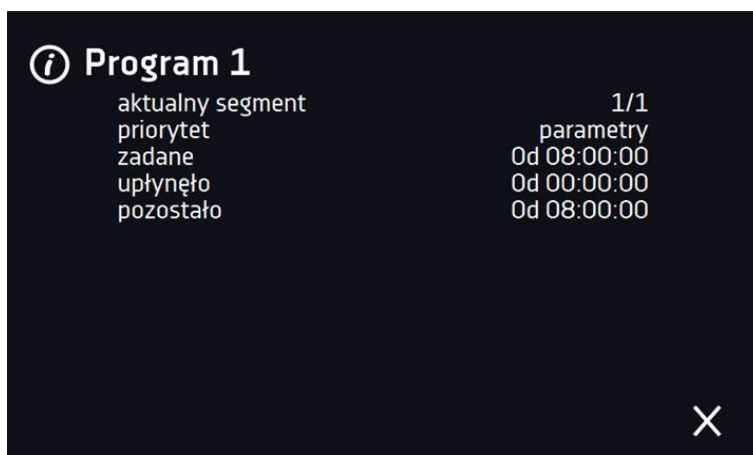 Program 1
aktualny segment 1/1
priorytet parametry
zadane 0d 08:00:00
upłynęło 0d 00:00:00
pozostało 0d 08:00:00